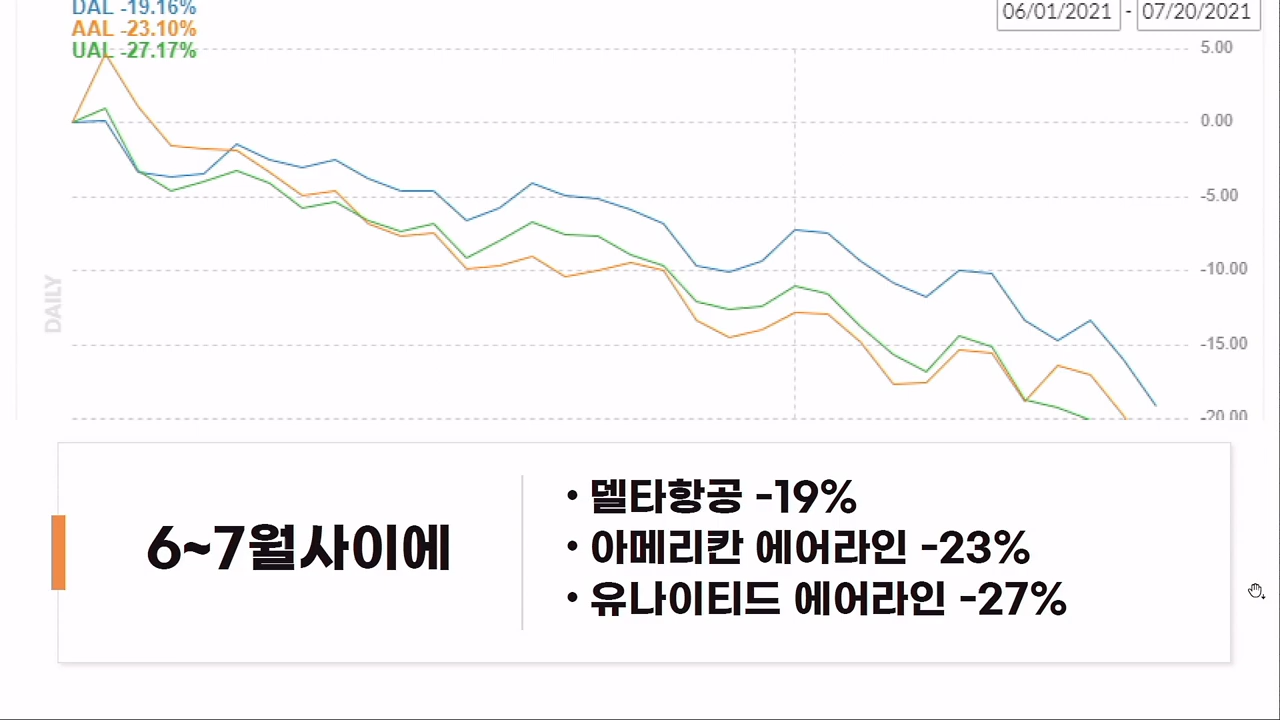 DAL -19.16%
AAL -23.10%
UAL -27.17%
06/01/2021 - 07/20/2021
5.00
0.00
-5.00
-10.00
-15.00
-20.00
DAILY
6~7월사이에
• 델타항공 -19%
• 아메리칸 에어라인 -23%
• 유나이티드 에어라인 -27%